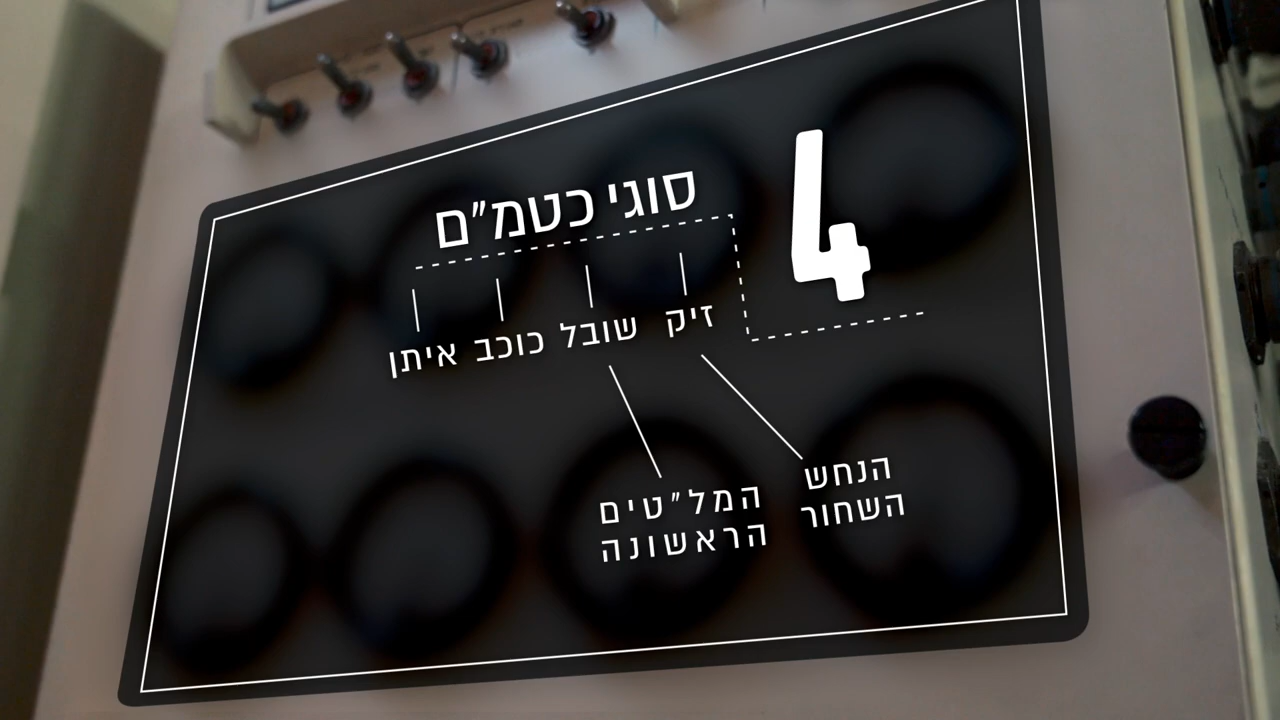 4
סוגי כטמ"ם
זיק שובל כוכב איתן
הנחש
השחור
המל"טים
הראשונה